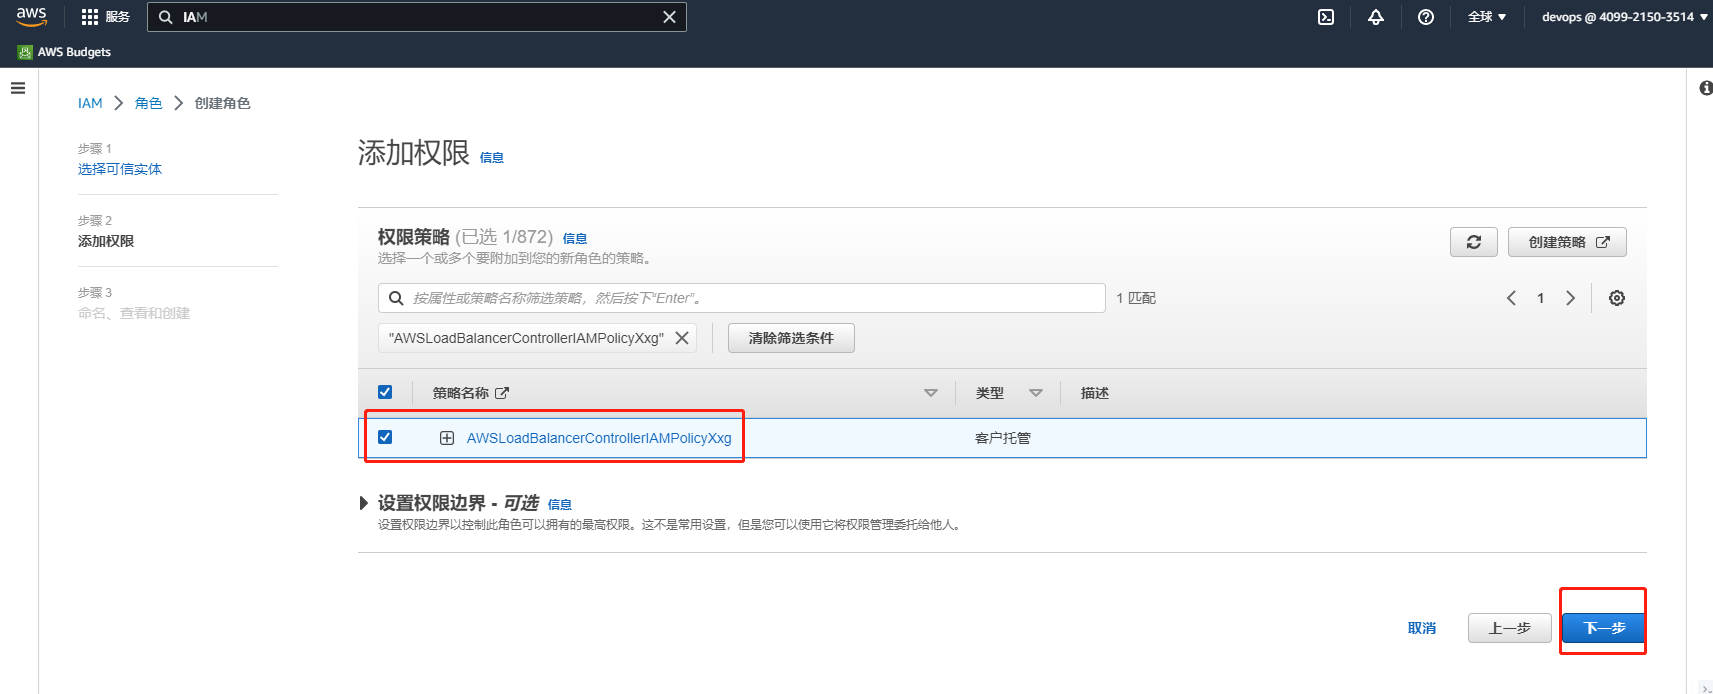 aws
服务
IAM
全球
devops @ 4099-2150-3514
AWS Budgets
IAM
角色
创建角色
步骤 1
选择可信实体
步骤 2
添加权限
步骤 3
命名、查看和创建
添加权限 信息
权限策略 (已选 1/872) 信息
选择一个或多个要附加到您的新角色的策略。
创建策略
按属性或策略名称筛选策略，然后按下“Enter”。
1 匹配
1
"AWSLoadBalancerControllerIAMPolicyXxg"
清除筛选条件
策略名称
类型
描述
AWSLoadBalancerControllerIAMPolicyXxg
客户托管
设置权限边界 - 可选 信息
设置权限边界以控制此角色可以拥有的最高权限。这不是常用设置，但是您可以使用它将权限管理委托给他人。
取消
上一步
下一步